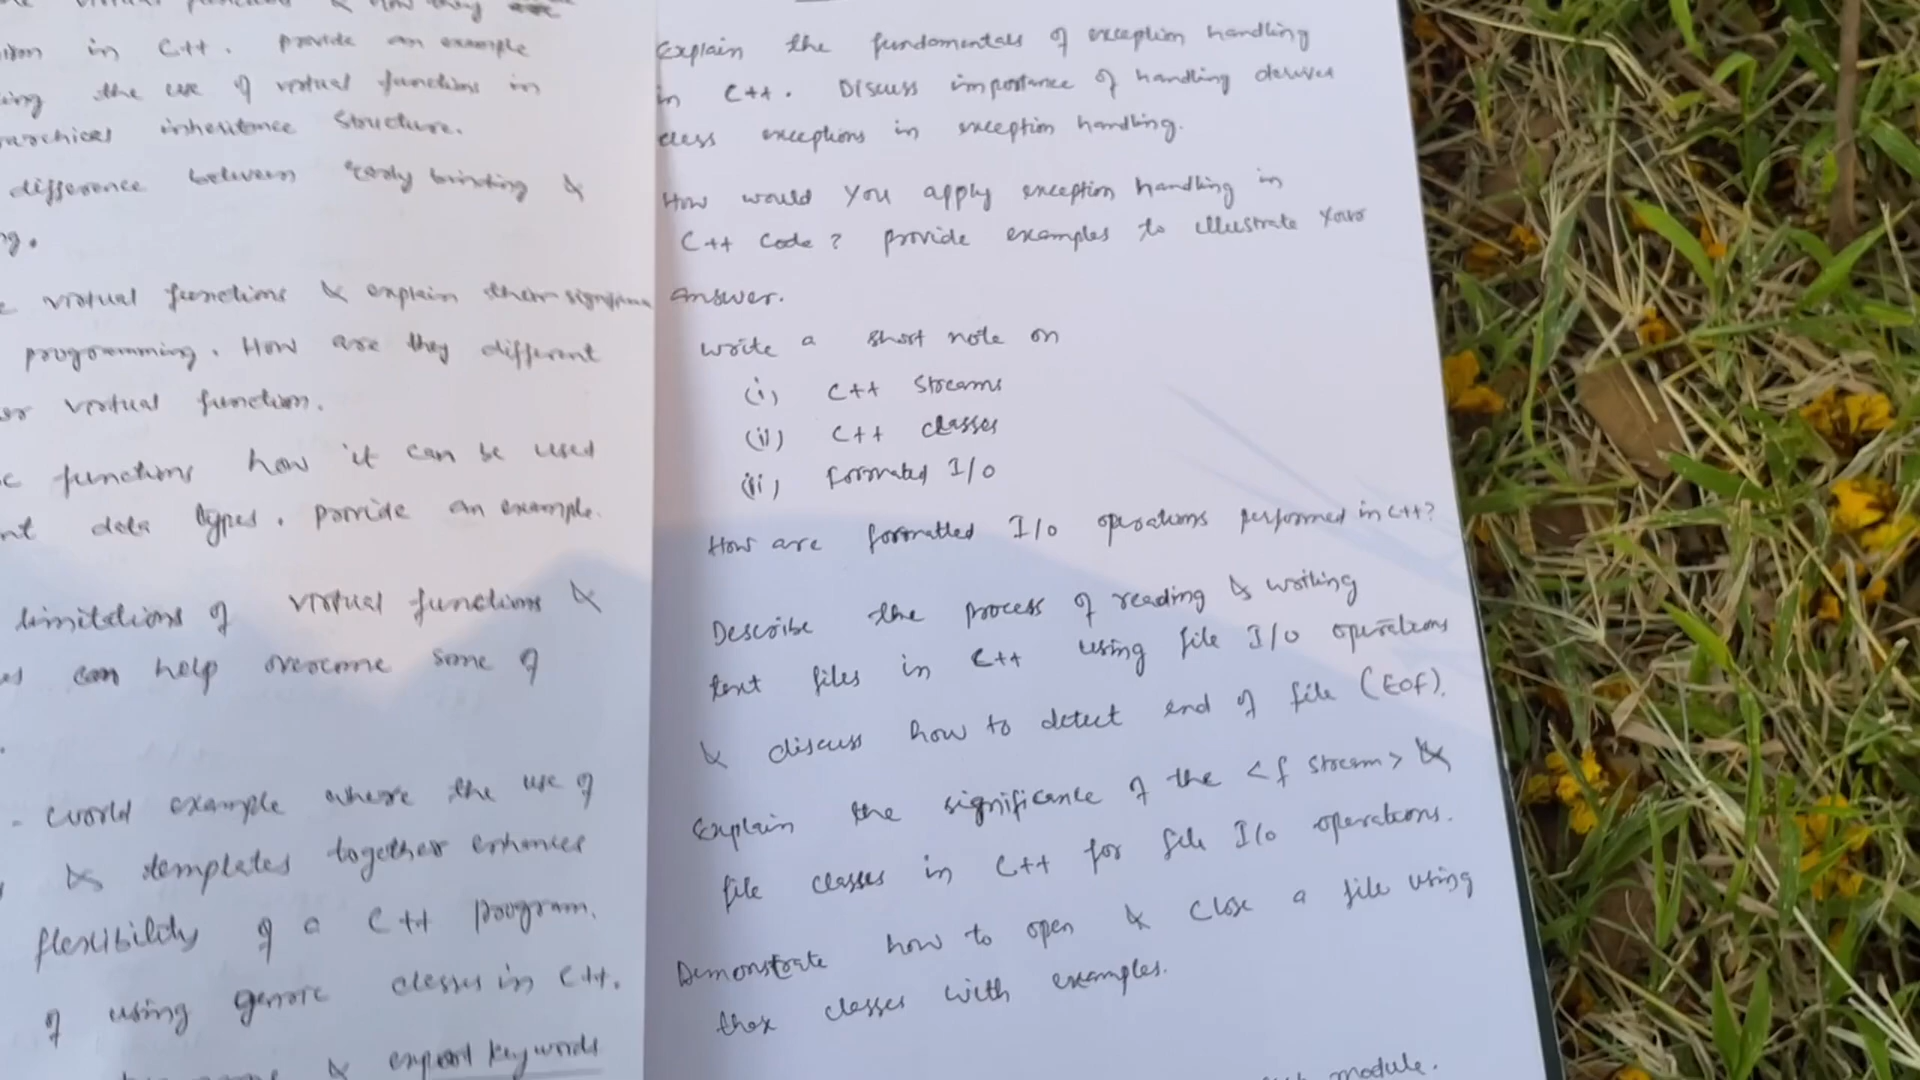 in C++. provide an example
the use of virtual functions in
inheritance structure.
difference between early binding &
virtual functions & explain their
programming. How are they different
virtual function.
functions how it can be used
data types. provide an example.
limitations of virtual functions &
can help overcome some of
world example where the use of
& templates together enhances
flexibility of a C++ program.
of using generic classes in C++.
& export keywords
Explain the fundamentals of exception handling
in C++. Discuss importance of handling derived
class exceptions in exception handling.
How would you apply exception handling in
C++ code? provide examples to illustrate your
answer.
write a short note on
(i) C++ streams
(ii) C++ classes
(iii) formated I/O
How are formatted I/O operations performed in C++?
Describe the process of reading & writing
text files in C++ using file I/O operations
& discuss how to detect end of file (EOF).
Explain the significance of the <f stream> &
file classes in C++ for file I/O operations.
Demonstrate how to open & close a file using
these classes with examples.
module.